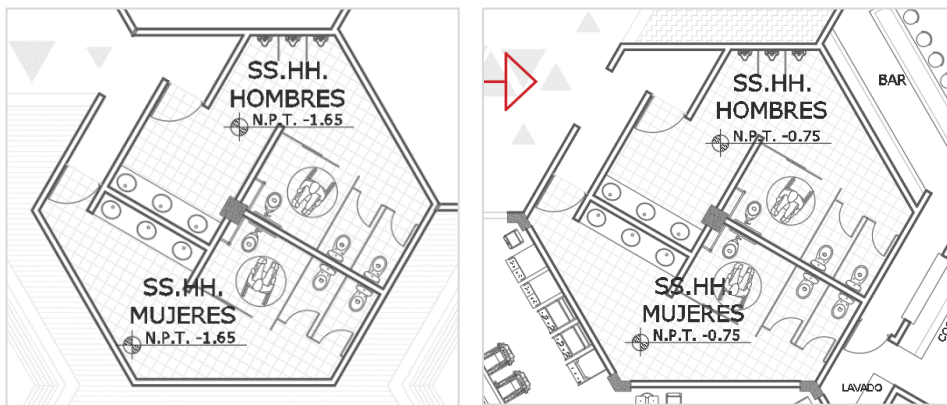 SS.HH.
HOMBRES
N.P.T. -1.65
SS.HH.
MUJERES
N.P.T. -1.65
SS.HH.
HOMBRES
N.P.T. -0.75
BAR
SS.HH.
MUJERES
N.P.T. -0.75
LAVADO